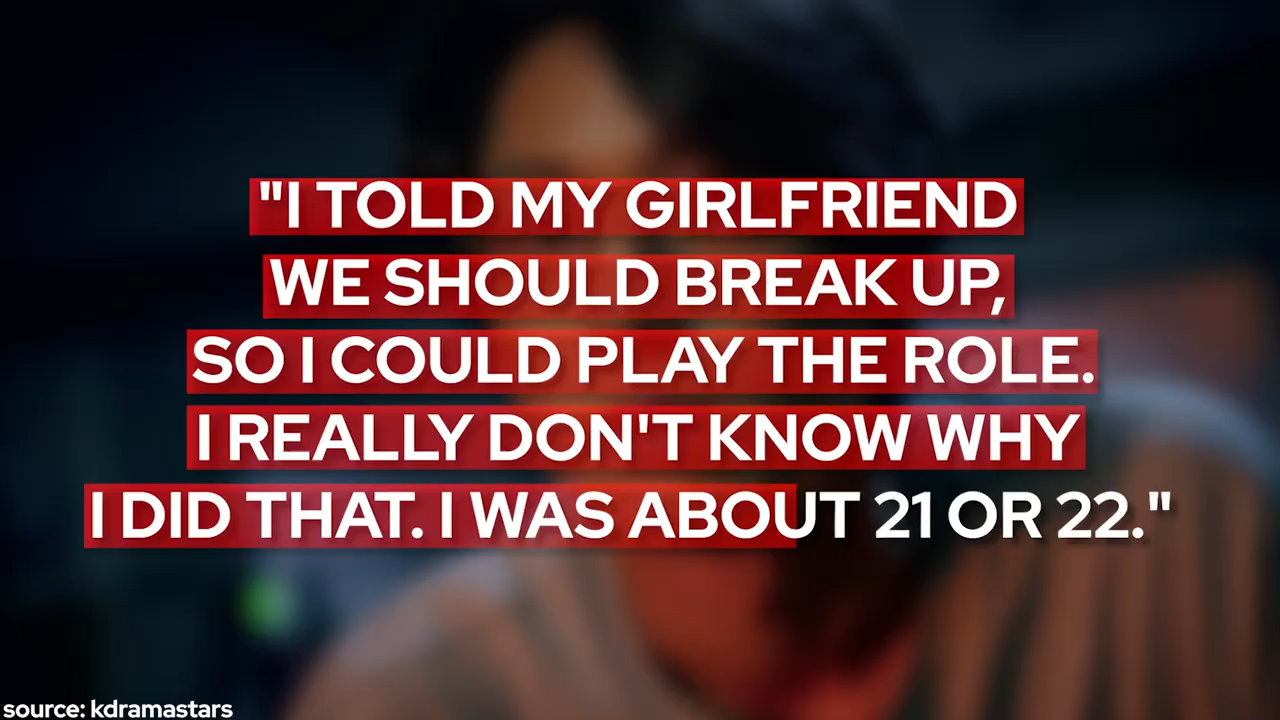 "I TOLD MY GIRLFRIEND
WE SHOULD BREAK UP,
SO I COULD PLAY THE ROLE.
I REALLY DON'T KNOW WHY
I DID THAT. I WAS ABOUT 21 OR 22."
source: kdramastars